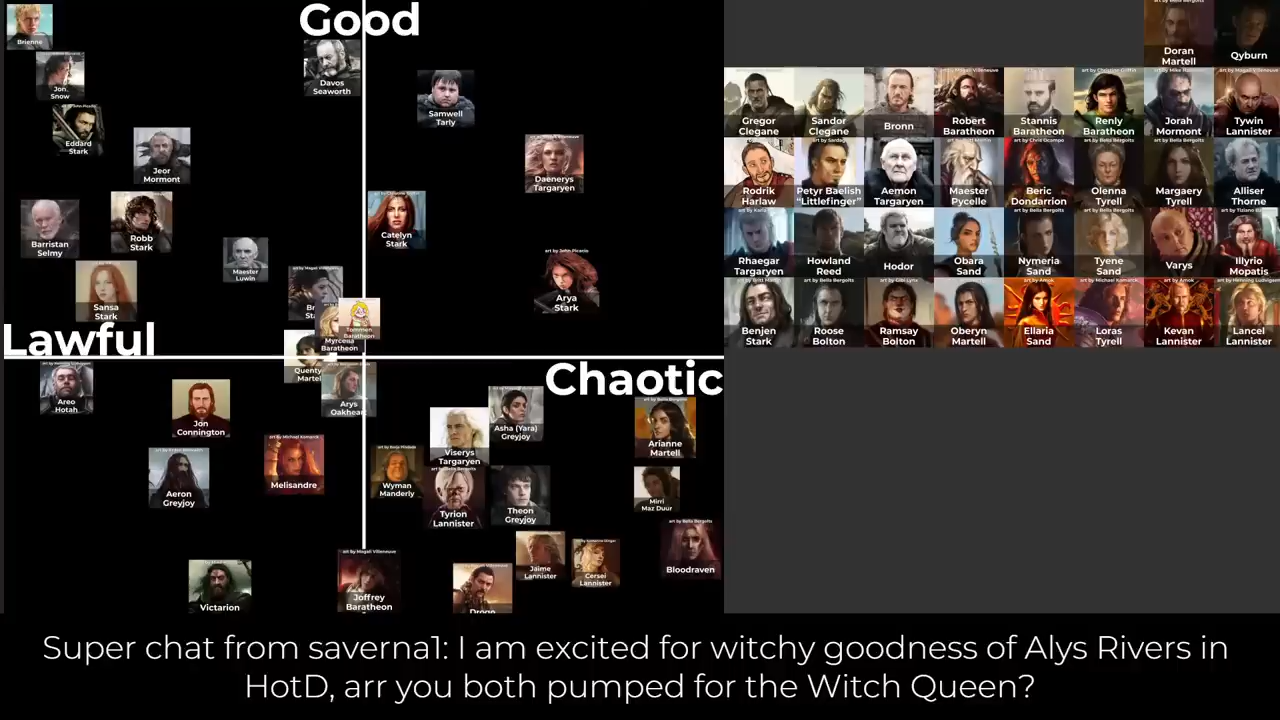 Good
Brienne
Davos
Seaworth
Jon
Snow
Samwell
Tarly
Eddard
Stark
Jeor
Mormont
Daenerys
Targaryen
Catelyn
Stark
Barristan
Selmy
Robb
Stark
Maester
Luwin
Sansa
Stark
Arya
Stark
Tommen
Baratheon
Myrcella
Baratheon
Lawful
Chaotic
Areo
Hotah
Jon
Connington
Arys
Oakheart
Asha (Yara)
Greyjoy
Arianne
Martell
Viserys
Targaryen
Melisandre
Wyman
Manderly
Aeron
Greyjoy
Tyrion
Lannister
Theon
Greyjoy
Mirri
Maz Duur
Jaime
Lannister
Cersei
Lannister
Bloodraven
Victarion
Joffrey
Baratheon
Drogo
Doran
Martell
Qyburn
Gregor
Clegane
Sandor
Clegane
Bronn
Robert
Baratheon
Stannis
Baratheon
Renly
Baratheon
Jorah
Mormont
Tywin
Lannister
Rodrik
Harlaw
Petyr Baelish
“Littlefinger”
Aemon
Targaryen
Maester
Pycelle
Beric
Dondarrion
Olenna
Tyrell
Margaery
Tyrell
Alliser
Thorne
Rhaegar
Targaryen
Howland
Reed
Hodor
Obara
Sand
Nymeria
Sand
Tyene
Sand
Varys
Illyrio
Mopatis
Benjen
Stark
Roose
Bolton
Ramsay
Bolton
Oberyn
Martell
Ellaria
Sand
Loras
Tyrell
Kevan
Lannister
Lancel
Lannister
Super chat from saverna1: I am excited for witchy goodness of Alys Rivers in
HotD, arr you both pumped for the Witch Queen?